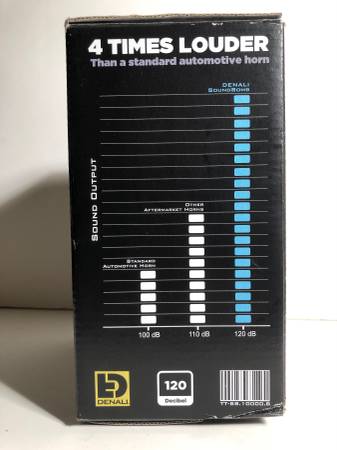 4 TIMES LOUDER
Than a standard automotive horn
DENALI
SOUNDBOMB
OTHER
AFTERMARKET HORNS
STANDARD
AUTOMOTIVE HORN
SOUND OUTPUT
100 dB
110 dB
120 dB
DENALI
120
Decibel